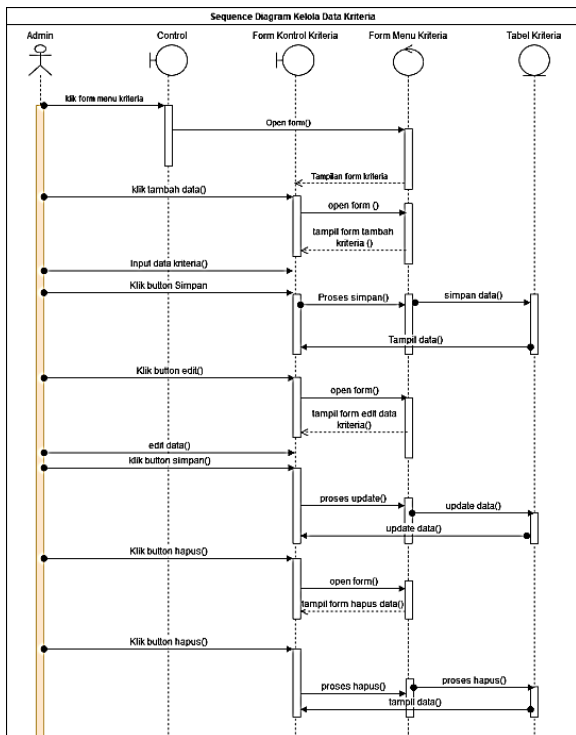 Sequence Diagram Kelola Data Kriteria
Admin
Control
Form Kontrol Kriteria
Form Menu Kriteria
Tabel Kriteria
klik form menu kriteria
Open form()
Tampilan form kriteria
klik tambah data()
open form ()
tampil form tambah
kriteria ()
Input data kriteria()
Klik button Simpan
Proses simpan()
simpan data()
Tampil data()
Klik button edit()
open form()
tampil form edit data
kriteria()
edit data()
klik button simpan()
proses update()
update data()
update data()
Klik button hapus()
open form()
tampil form hapus data()
Klik button hapus()
proses hapus()
proses hapus()
tampil data()